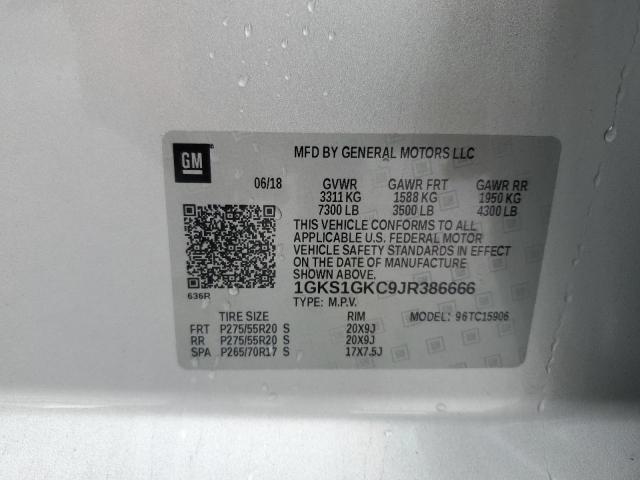 GM
MFD BY GENERAL MOTORS LLC
06/18 GVWR GAWR FRT GAWR RR
3311 KG 1588 KG 1950 KG
7300 LB 3500 LB 4300 LB
THIS VEHICLE CONFORMS TO ALL
APPLICABLE U.S. FEDERAL MOTOR
VEHICLE SAFETY STANDARDS IN EFFECT
ON THE DATE OF MANUFACTURE
SHOWN ABOVE.
636R
1GKS1GKC9JR386666
TYPE: M.P.V.
TIRE SIZE RIM MODEL: 96TC15906
FRT P275/55R20 S 20X9J
RR P275/55R20 S 20X9J
SPA P265/70R17 S 17X7.5J